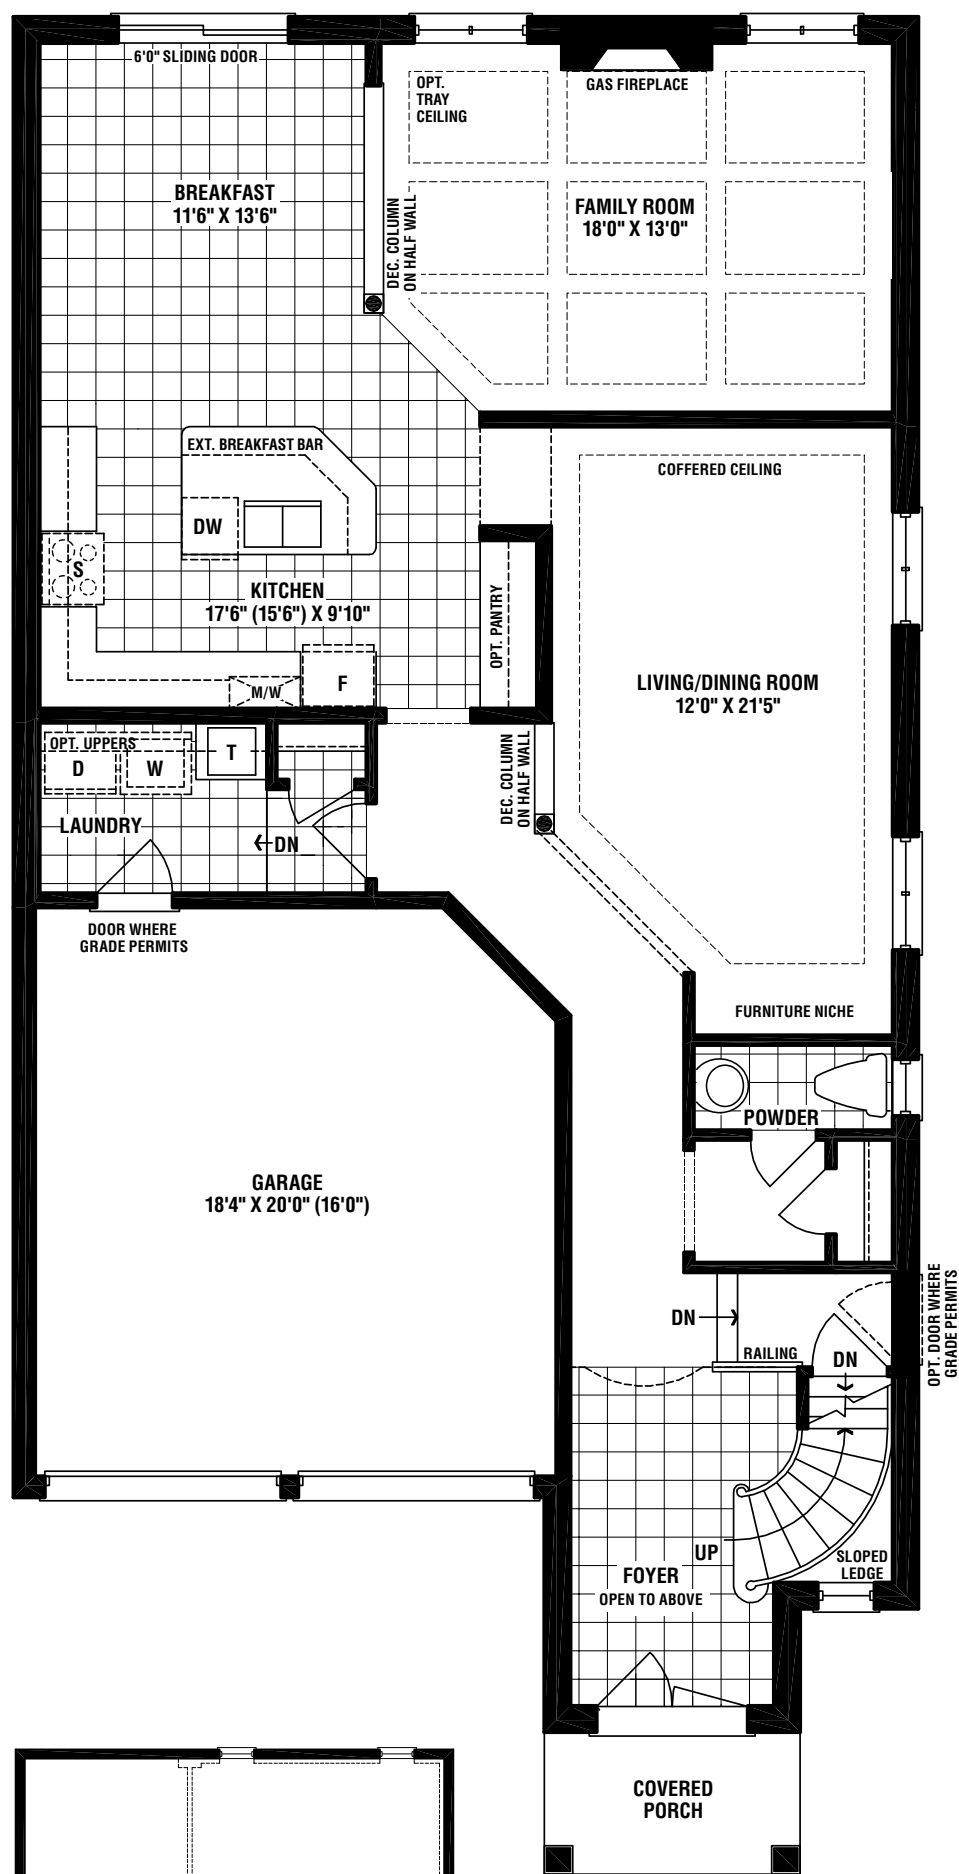 6'0" SLIDING DOOR
OPT.
TRAY
CEILING
GAS FIREPLACE
BREAKFAST
11'6" X 13'6"
DEC. COLUMN
ON HALF WALL
FAMILY ROOM
18'0" X 13'0"
EXT. BREAKFAST BAR
COFFERED CEILING
DW
S
KITCHEN
17'6" (15'6") X 9'10"
OPT. PANTRY
M/W
F
LIVING/DINING ROOM
12'0" X 21'5"
OPT. UPPERS
D
W
T
DEC. COLUMN
ON HALF WALL
LAUNDRY
DN
DOOR WHERE
GRADE PERMITS
FURNITURE NICHE
POWDER
GARAGE
18'4" X 20'0" (16'0")
DN
RAILING
DN
OPT. DOOR WHERE
GRADE PERMITS
UP
SLOPED
LEDGE
FOYER
OPEN TO ABOVE
COVERED
PORCH